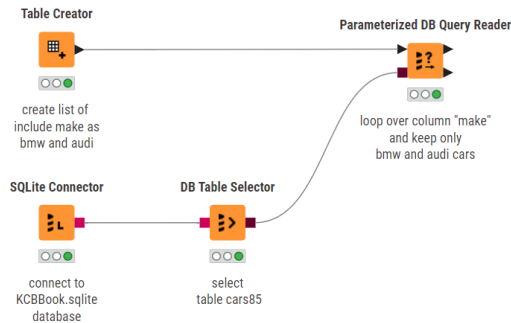 Table Creator
create list of
include make as
bmw and audi
Parameterized DB Query Reader
?
loop over column "make"
and keep only
bmw and audi cars
SQLite Connector
L
connect to
KCBBook.sqlite
database
DB Table Selector
select
table cars85